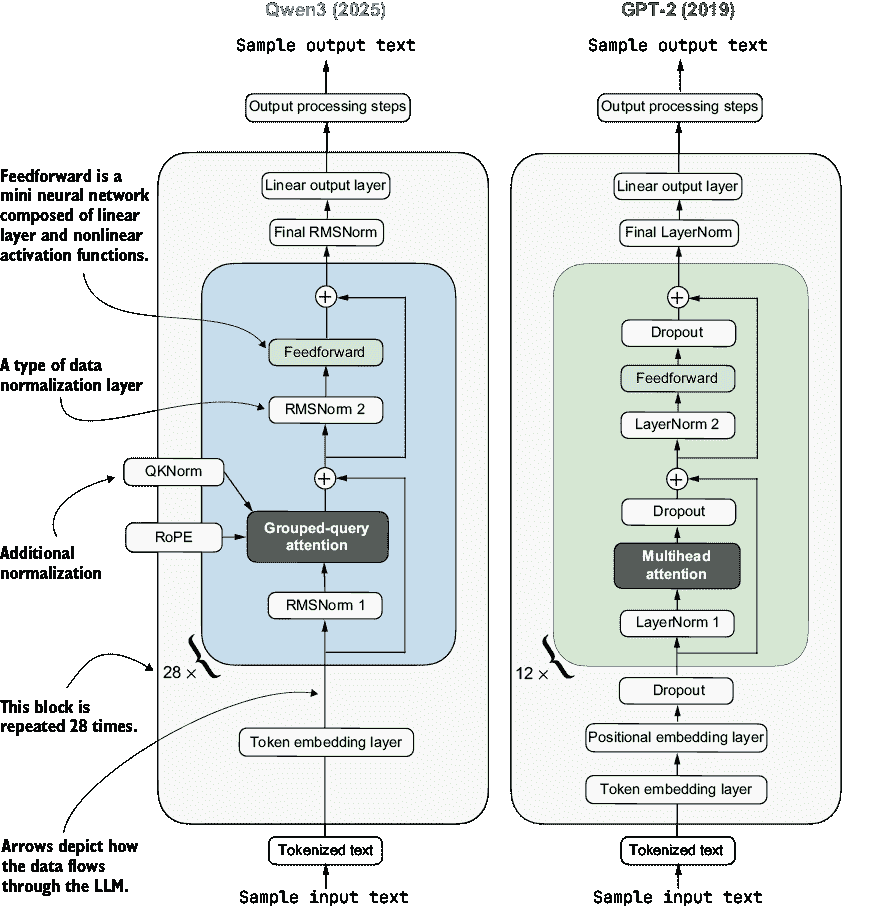 Qwen3 (2025)
Sample output text
Output processing steps
Linear output layer
Final RMSNorm
+
Feedforward
RMSNorm 2
+
QKNorm
RoPE
Grouped-query
attention
RMSNorm 1
28 × {
Token embedding layer
Tokenized text
Sample input text
Feedforward is a
mini neural network
composed of linear
layer and nonlinear
activation functions.
A type of data
normalization layer
Additional
normalization
This block is
repeated 28 times.
Arrows depict how
the data flows
through the LLM.
GPT-2 (2019)
Sample output text
Output processing steps
Linear output layer
Final LayerNorm
+
Dropout
Feedforward
LayerNorm 2
+
Dropout
Multihead
attention
LayerNorm 1
12 × {
Dropout
Positional embedding layer
Token embedding layer
Tokenized text
Sample input text